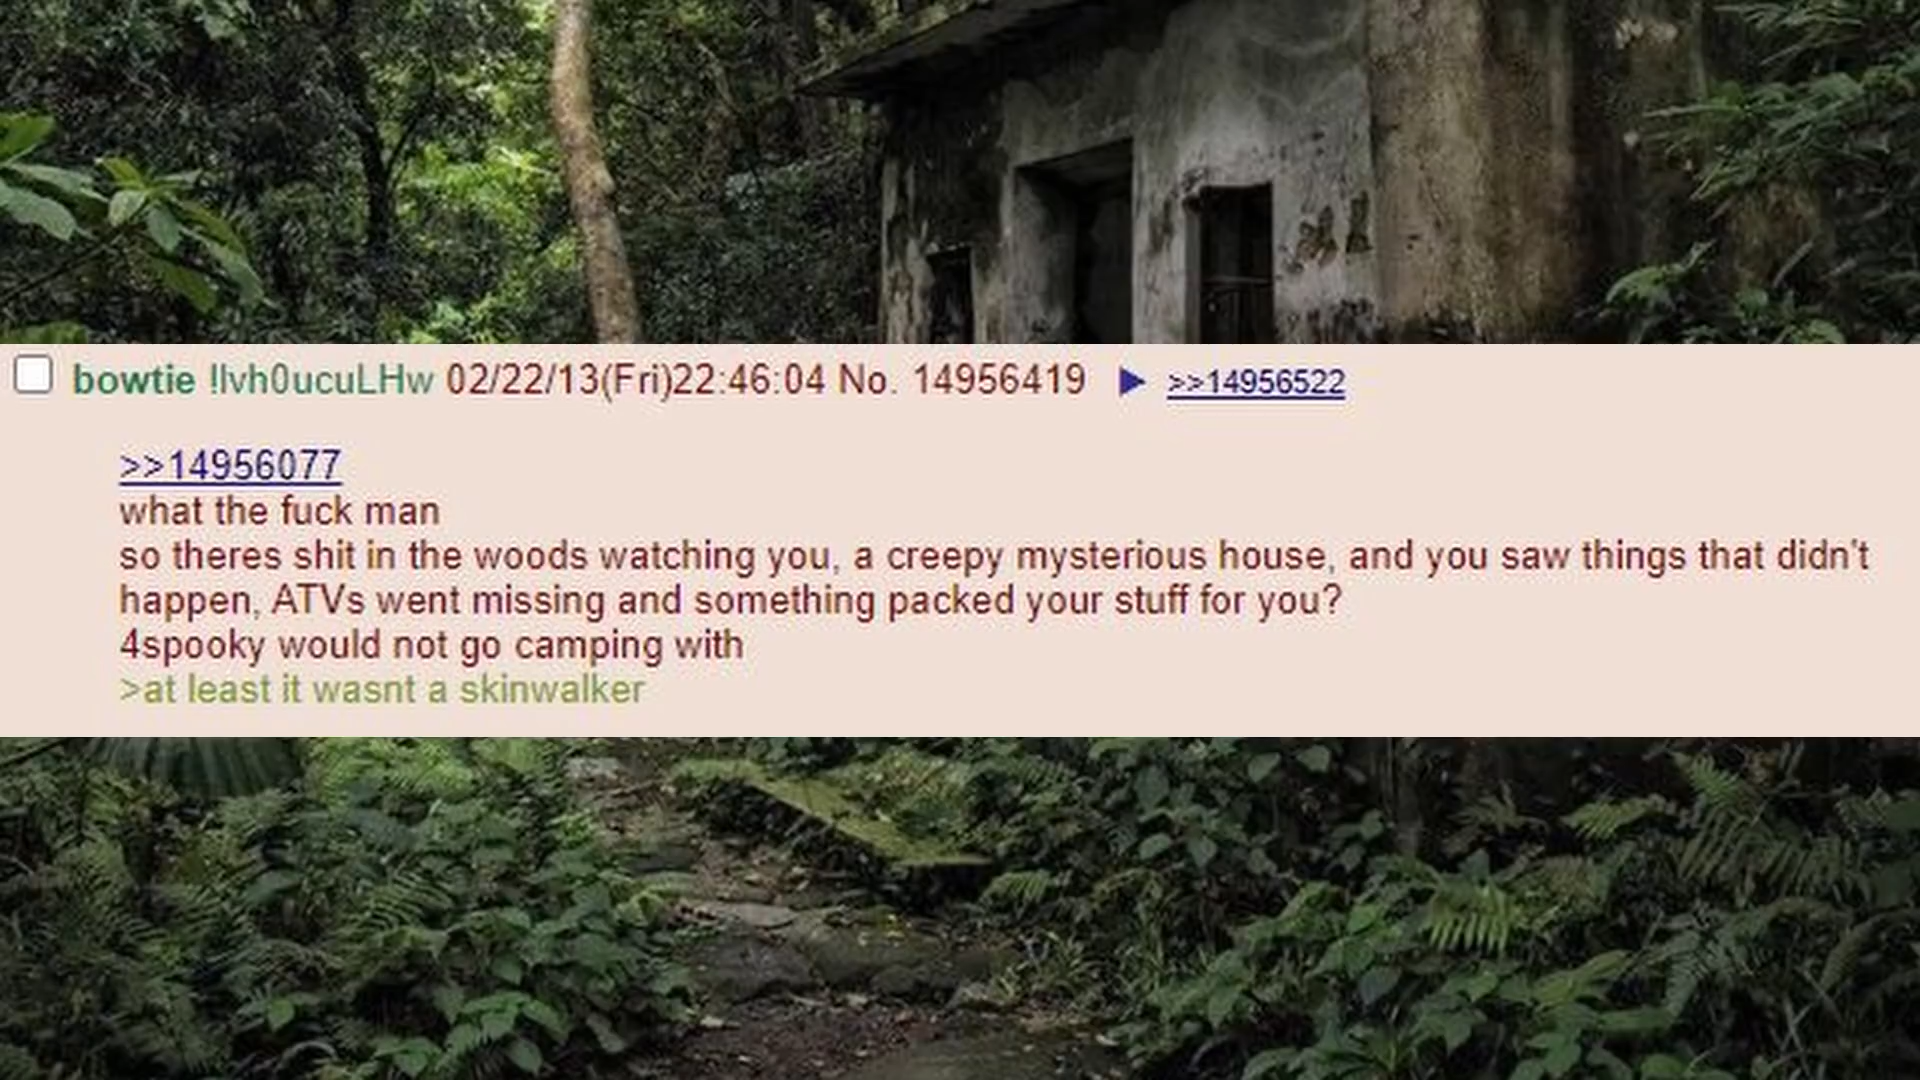 bowtie !lvh0ucuLHw 02/22/13(Fri)22:46:04 No. 14956419 ▶ >>14956522
>>14956077
what the fuck man
so theres shit in the woods watching you, a creepy mysterious house, and you saw things that didn't
happen, ATVs went missing and something packed your stuff for you?
4spooky would not go camping with
>at least it wasnt a skinwalker